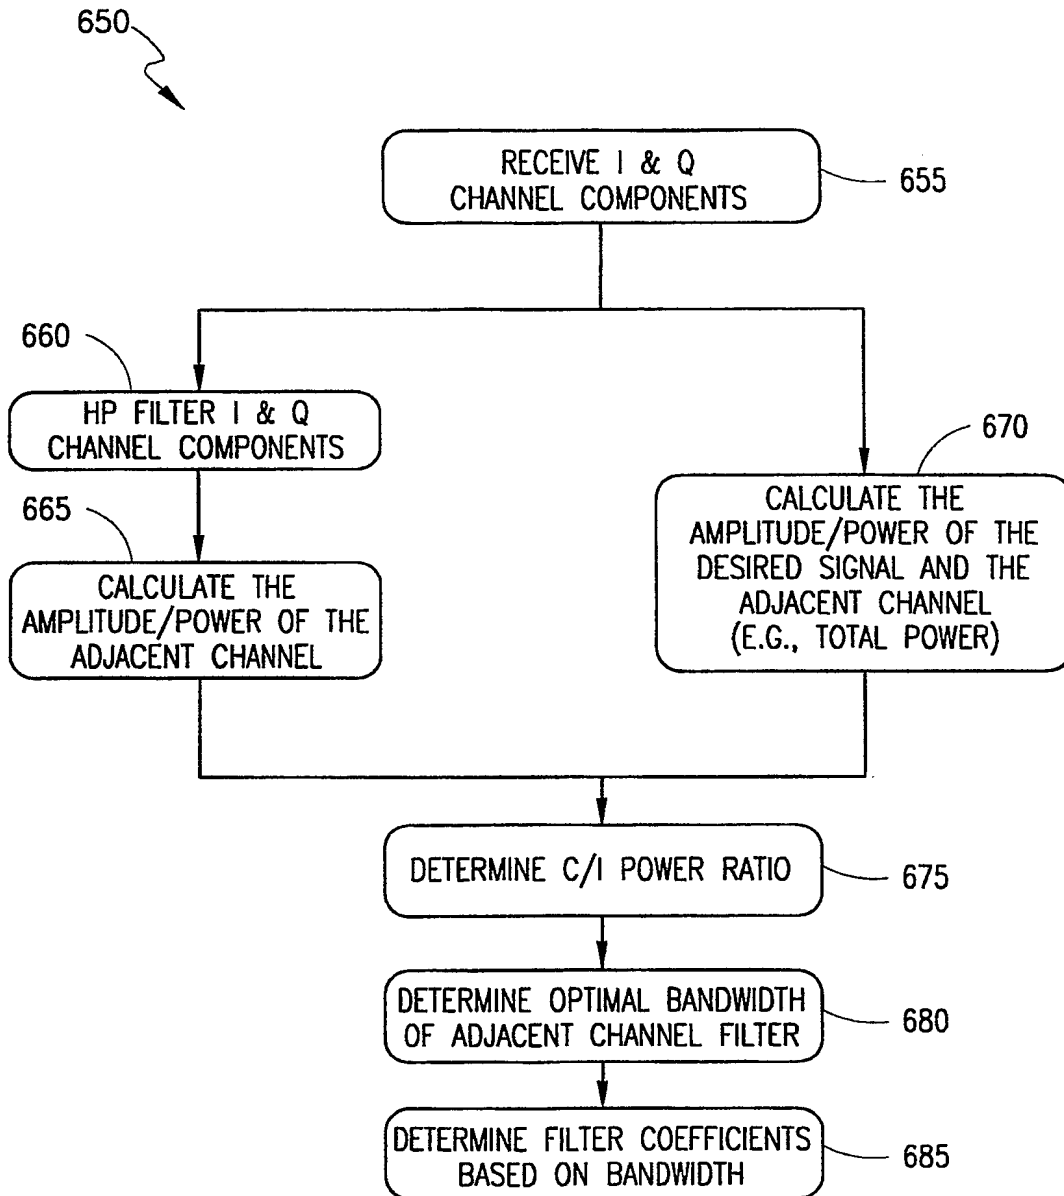 650
RECEIVE I & Q
CHANNEL COMPONENTS
655
660
HP FILTER I & Q
CHANNEL COMPONENTS
665
CALCULATE THE
AMPLITUDE/POWER OF THE
ADJACENT CHANNEL
670
CALCULATE THE
AMPLITUDE/POWER OF THE
DESIRED SIGNAL AND THE
ADJACENT CHANNEL
(E.G., TOTAL POWER)
DETERMINE C/I POWER RATIO
675
DETERMINE OPTIMAL BANDWIDTH
OF ADJACENT CHANNEL FILTER
680
DETERMINE FILTER COEFFICIENTS
BASED ON BANDWIDTH
685